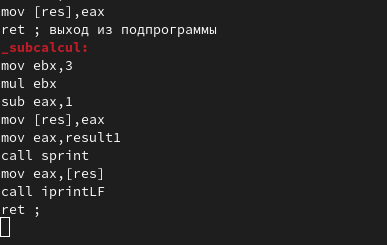 mov [res],eax
ret ; выход из подпрограммы
_subcalcul:
mov ebx,3
mul ebx
sub eax,1
mov [res],eax
mov eax,result1
call sprint
mov eax,[res]
call iprintLF
ret ;